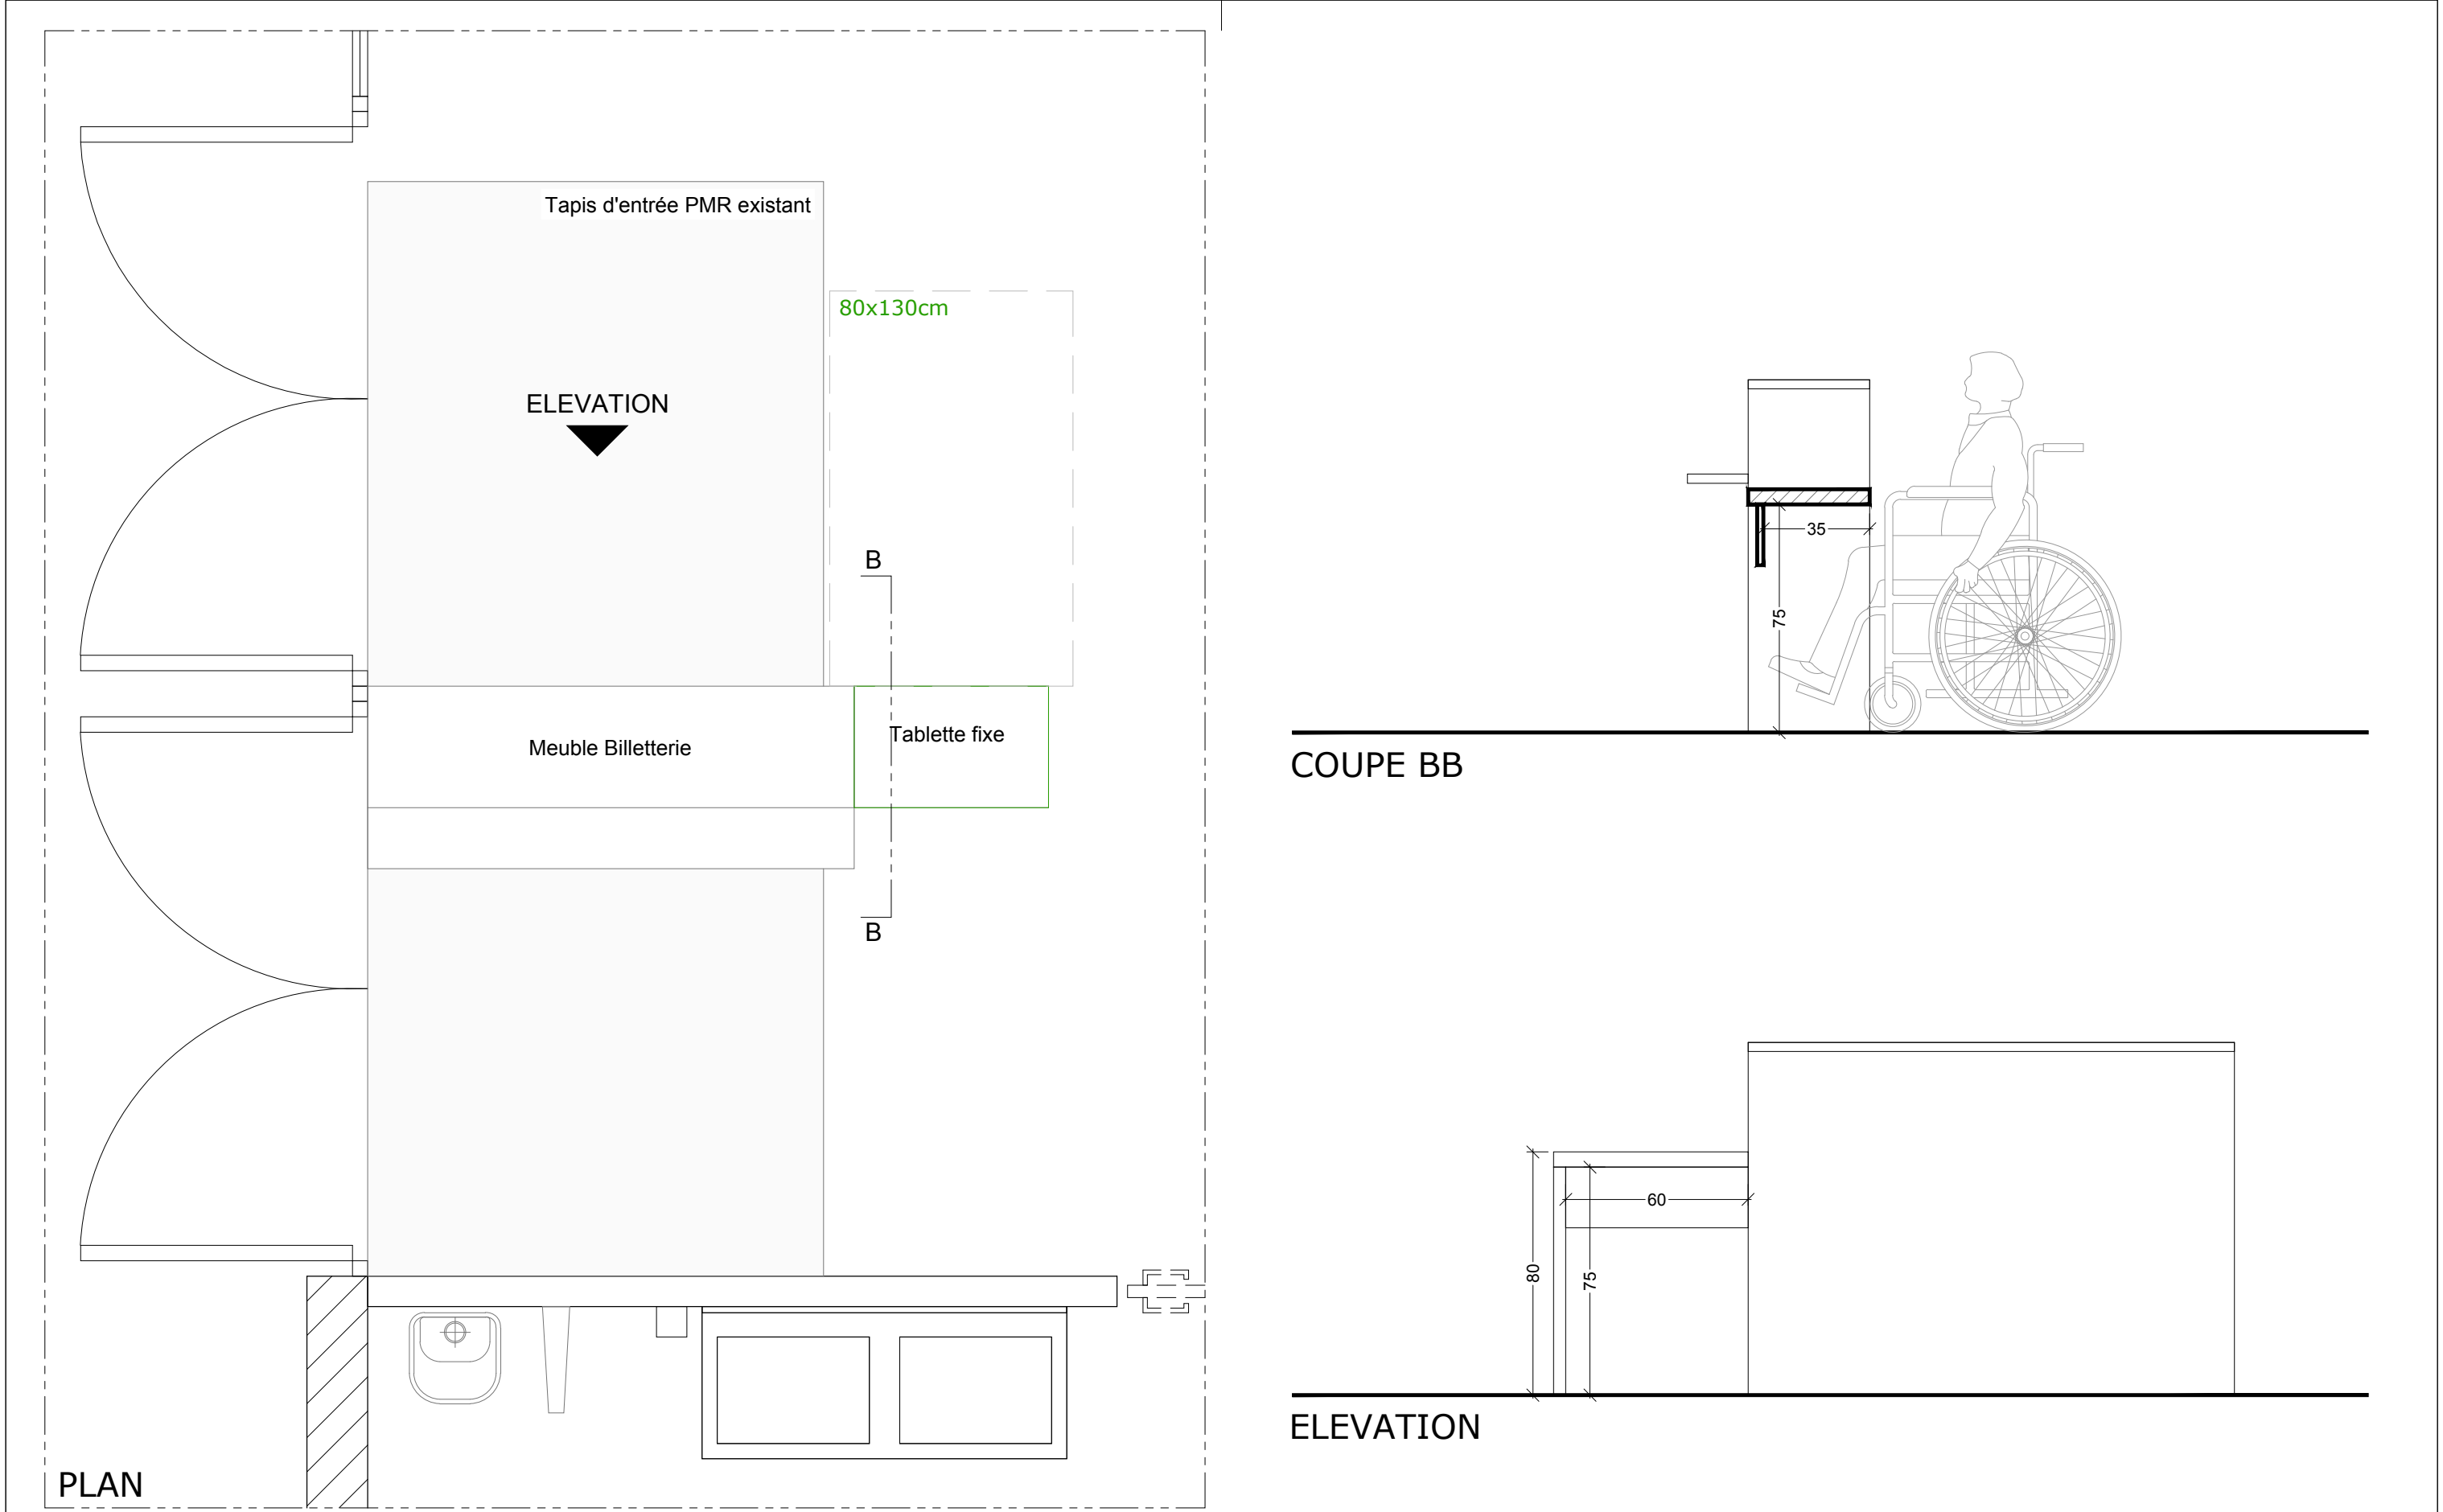 Tapis d'entrée PMR existant
80x130cm
ELEVATION
B
Meuble Billetterie
Tablette fixe
B
PLAN
35
75
COUPE BB
60
80
75
ELEVATION